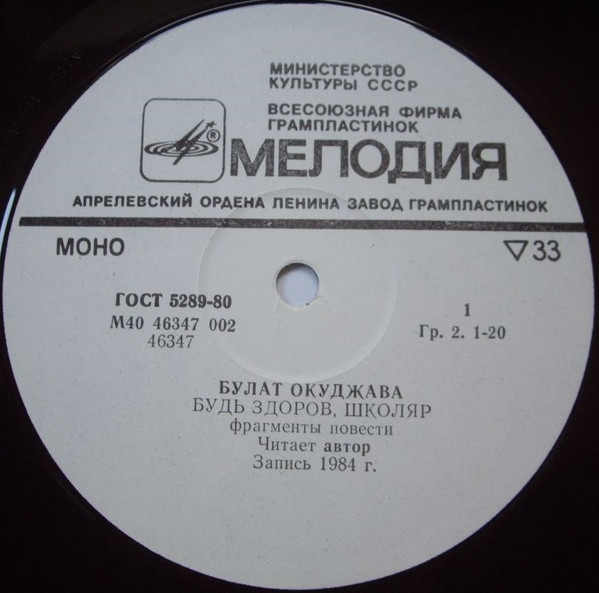 МИНИСТЕРСТВО
КУЛЬТУРЫ СССР
ВСЕСОЮЗНАЯ ФИРМА
ГРАМПЛАСТИНОК
®
МЕЛОДИЯ
АПРЕЛЕВСКИЙ ОРДЕНА ЛЕНИНА ЗАВОД ГРАМПЛАСТИНОК
МОНО ▽33
ГОСТ 5289-80
М40 46347 002
46347
1
Гр. 2. 1-20
БУЛАТ ОКУДЖАВА
БУДЬ ЗДОРОВ, ШКОЛЯР
фрагменты повести
Читает автор
Запись 1984 г.